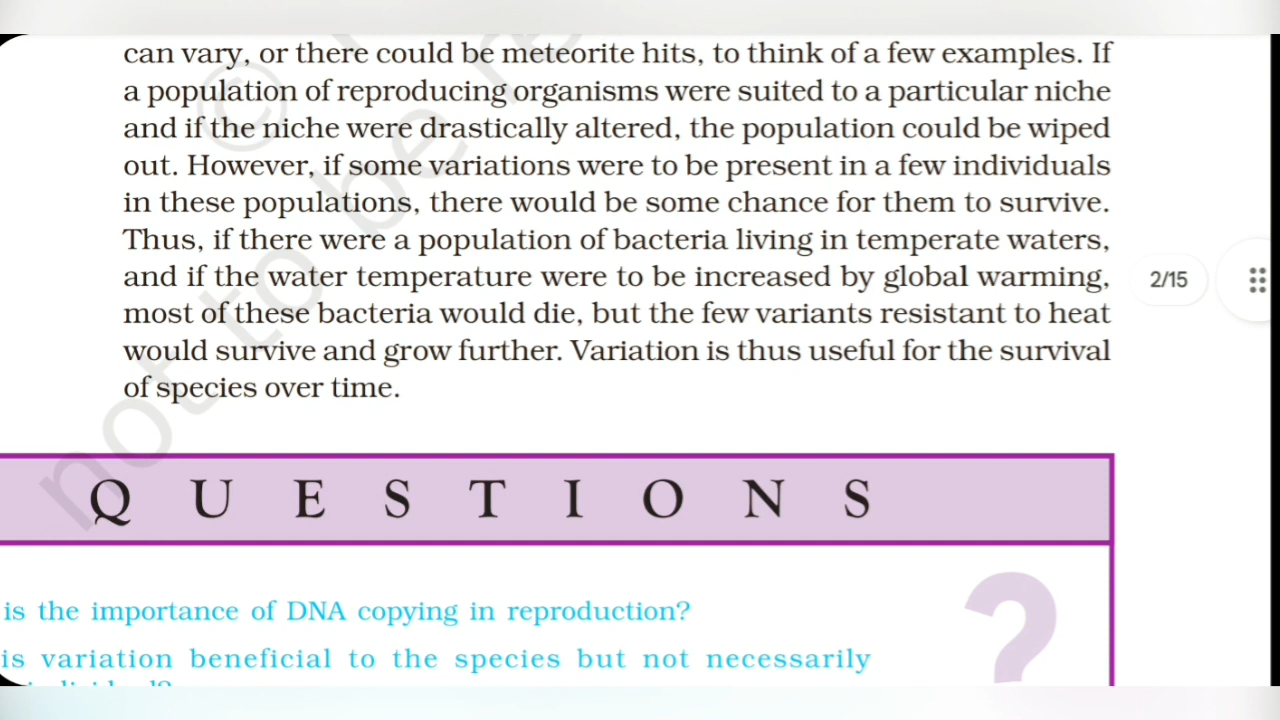 can vary, or there could be meteorite hits, to think of a few examples. If
a population of reproducing organisms were suited to a particular niche
and if the niche were drastically altered, the population could be wiped
out. However, if some variations were to be present in a few individuals
in these populations, there would be some chance for them to survive.
Thus, if there were a population of bacteria living in temperate waters,
and if the water temperature were to be increased by global warming,
most of these bacteria would die, but the few variants resistant to heat
would survive and grow further. Variation is thus useful for the survival
of species over time.
2/15
QUESTIONS
is the importance of DNA copying in reproduction?
is variation beneficial to the species but not necessarily
?
© not to be